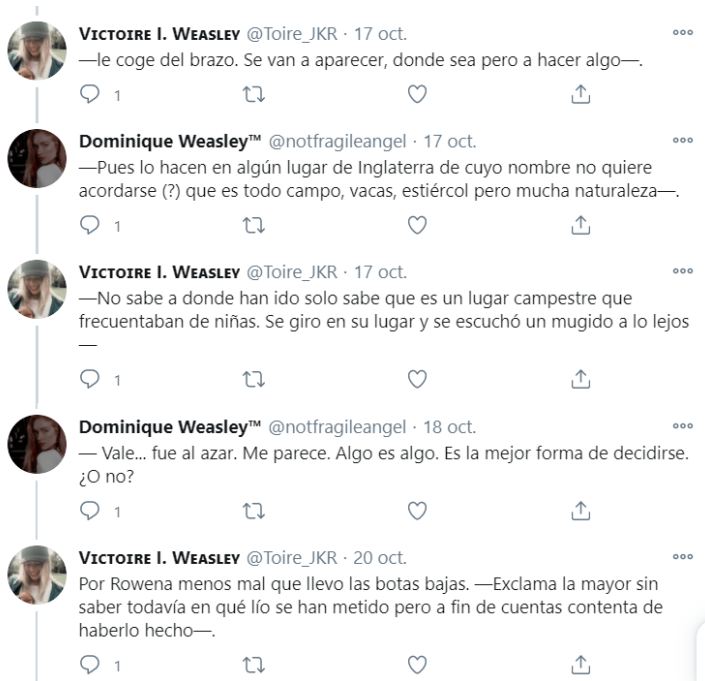 Victoire I. Weasley @Toire_JKR · 17 oct.
—le coge del brazo. Se van a aparecer, donde sea pero a hacer algo—.
1
Dominique Weasley™ @notfragileangel · 17 oct.
—Pues lo hacen en algún lugar de Inglaterra de cuyo nombre no quiere
acordarse (?) que es todo campo, vacas, estiércol pero mucha naturaleza—.
1
Victoire I. Weasley @Toire_JKR · 17 oct.
—No sabe a donde han ido solo sabe que es un lugar campestre que
frecuentaban de niñas. Se giro en su lugar y se escuchó un mugido a lo lejos
—
1
Dominique Weasley™ @notfragileangel · 18 oct.
— Vale... fue al azar. Me parece. Algo es algo. Es la mejor forma de decidirse.
¿O no?
1
Victoire I. Weasley @Toire_JKR · 20 oct.
Por Rowena menos mal que llevo las botas bajas. —Exclama la mayor sin
saber todavía en qué lío se han metido pero a fin de cuentas contenta de
haberlo hecho—.
1